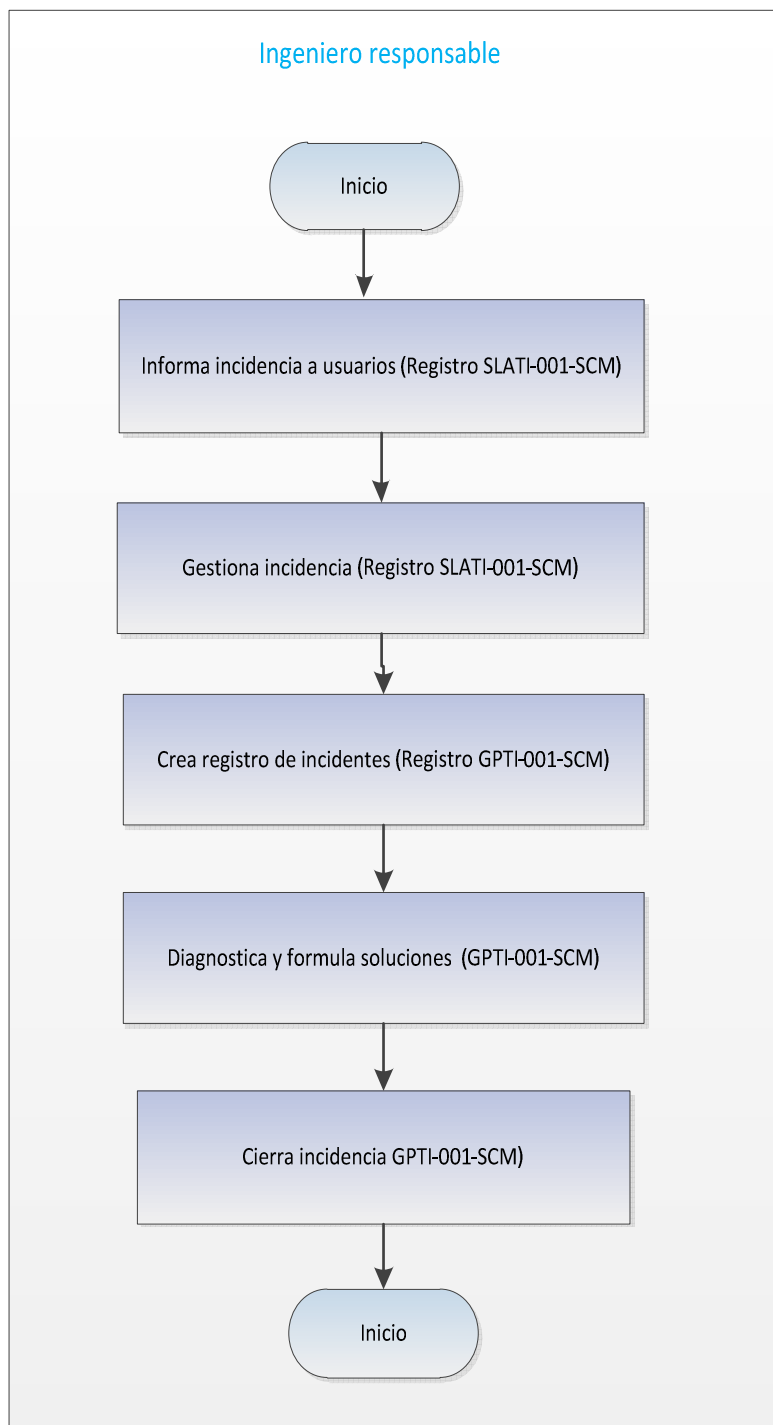 Ingeniero responsable
Inicio
Informa incidencia a usuarios (Registro SLATI-001-SCM)
Gestiona incidencia (Registro SLATI-001-SCM)
Crea registro de incidentes (Registro GPTI-001-SCM)
Diagnostica y formula soluciones (GPTI-001-SCM)
Cierra incidencia GPTI-001-SCM)
Inicio